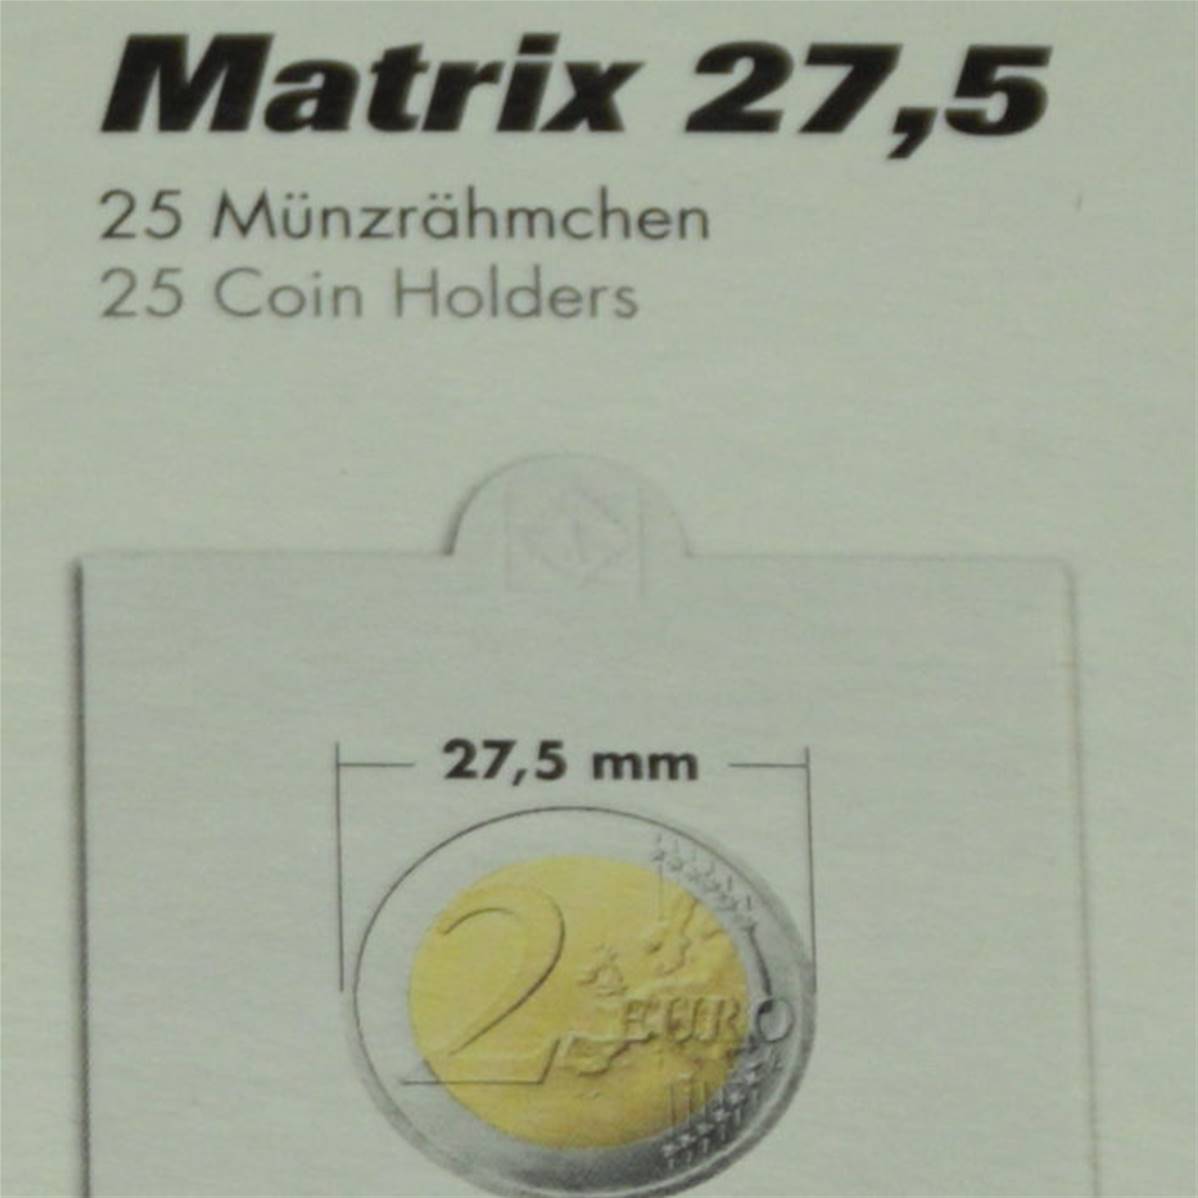 Matrix 27,5
25 Münzrähmchen
25 Coin Holders
27,5 mm
2 EURO